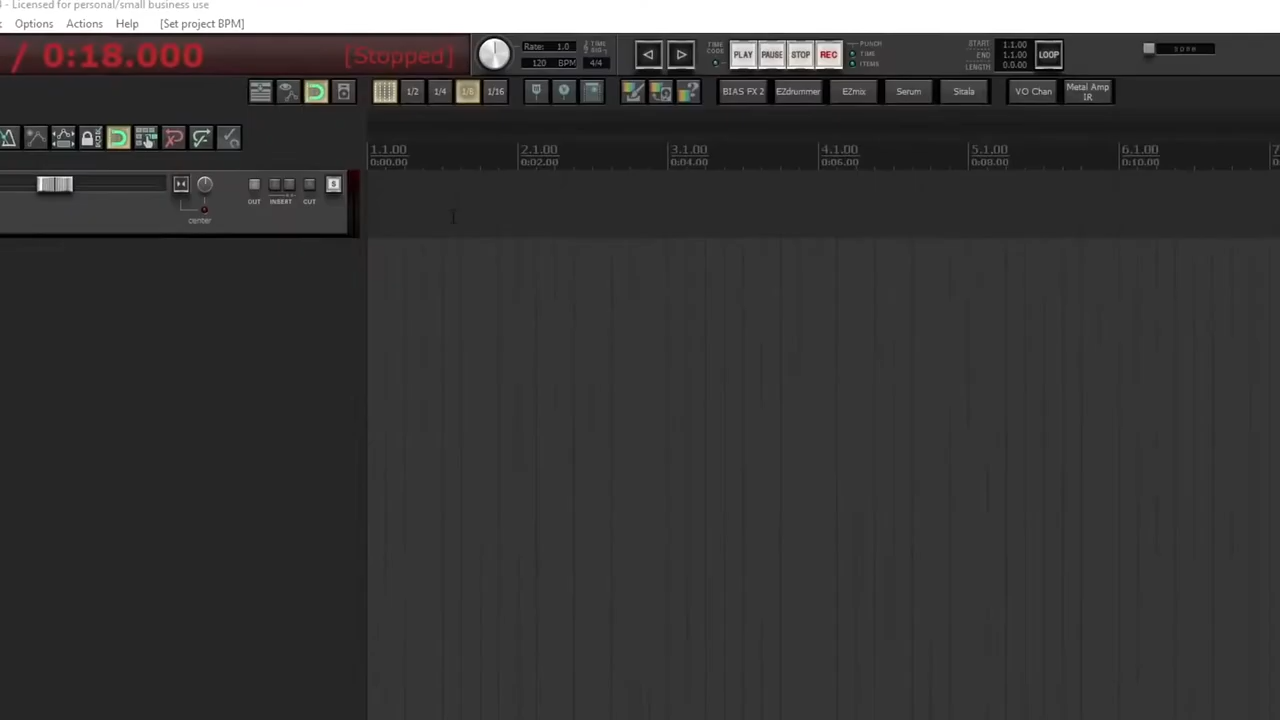 Licensed for personal/small business use
Options Actions Help [Set project BPM]
/ 0:18.000 [Stopped]
Rate: 1.0
120 BPM
TIME SIG
4/4
TIME CODE
PLAY PAUSE STOP REC
PUNCH
TIME
ITEMS
START 1.1.00
END 1.1.00
LENGTH 0.0.00
LOOP
1/2 1/4 1/8 1/16
BIAS FX 2 EZdrummer EZmix Serum Sitala VO Chan Metal Amp IR
1.1.00 2.1.00 3.1.00 4.1.00 5.1.00 6.1.00 7
0:00.00 0:02.00 0:04.00 0:06.00 0:08.00 0:10.00
S
OUT INSERT CUT
center